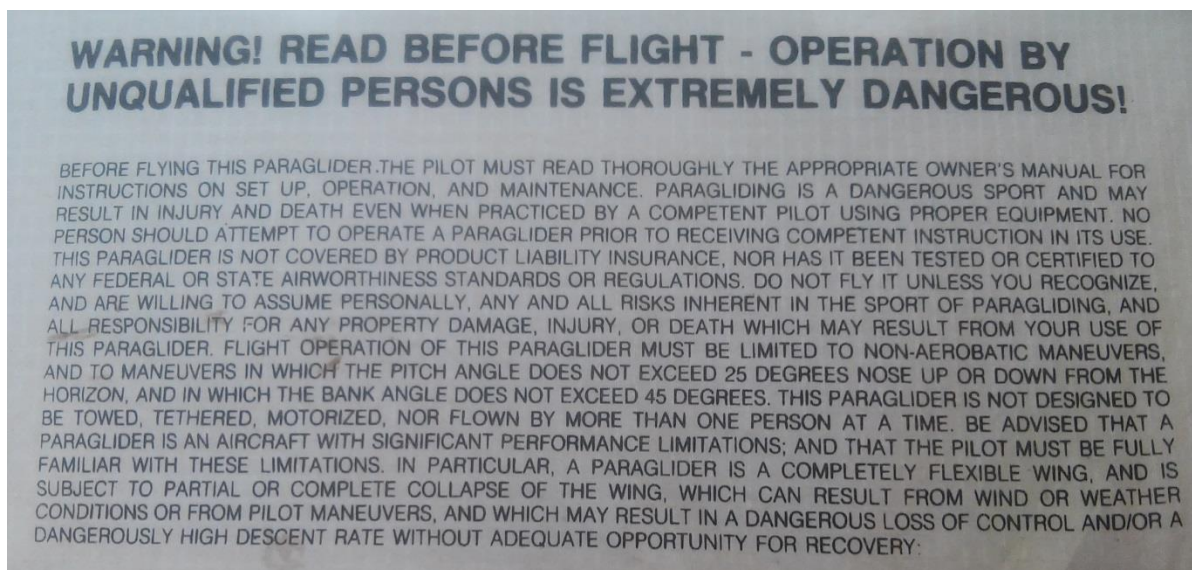 WARNING! READ BEFORE FLIGHT - OPERATION BY
UNQUALIFIED PERSONS IS EXTREMELY DANGEROUS!
BEFORE FLYING THIS PARAGLIDER.THE PILOT MUST READ THOROUGHLY THE APPROPRIATE OWNER'S MANUAL FOR
INSTRUCTIONS ON SET UP, OPERATION, AND MAINTENANCE. PARAGLIDING IS A DANGEROUS SPORT AND MAY
RESULT IN INJURY AND DEATH EVEN WHEN PRACTICED BY A COMPETENT PILOT USING PROPER EQUIPMENT. NO
PERSON SHOULD ATTEMPT TO OPERATE A PARAGLIDER PRIOR TO RECEIVING COMPETENT INSTRUCTION IN ITS USE.
THIS PARAGLIDER IS NOT COVERED BY PRODUCT LIABILITY INSURANCE, NOR HAS IT BEEN TESTED OR CERTIFIED TO
ANY FEDERAL OR STATE AIRWORTHINESS STANDARDS OR REGULATIONS. DO NOT FLY IT UNLESS YOU RECOGNIZE,
AND ARE WILLING TO ASSUME PERSONALLY, ANY AND ALL RISKS INHERENT IN THE SPORT OF PARAGLIDING, AND
ALL RESPONSIBILITY FOR ANY PROPERTY DAMAGE, INJURY, OR DEATH WHICH MAY RESULT FROM YOUR USE OF
THIS PARAGLIDER. FLIGHT OPERATION OF THIS PARAGLIDER MUST BE LIMITED TO NON-AEROBATIC MANEUVERS,
AND TO MANEUVERS IN WHICH THE PITCH ANGLE DOES NOT EXCEED 25 DEGREES NOSE UP OR DOWN FROM THE
HORIZON, AND IN WHICH THE BANK ANGLE DOES NOT EXCEED 45 DEGREES. THIS PARAGLIDER IS NOT DESIGNED TO
BE TOWED, TETHERED, MOTORIZED, NOR FLOWN BY MORE THAN ONE PERSON AT A TIME. BE ADVISED THAT A
PARAGLIDER IS AN AIRCRAFT WITH SIGNIFICANT PERFORMANCE LIMITATIONS; AND THAT THE PILOT MUST BE FULLY
FAMILIAR WITH THESE LIMITATIONS. IN PARTICULAR, A PARAGLIDER IS A COMPLETELY FLEXIBLE WING, AND IS
SUBJECT TO PARTIAL OR COMPLETE COLLAPSE OF THE WING, WHICH CAN RESULT FROM WIND OR WEATHER
CONDITIONS OR FROM PILOT MANEUVERS, AND WHICH MAY RESULT IN A DANGEROUS LOSS OF CONTROL AND/OR A
DANGEROUSLY HIGH DESCENT RATE WITHOUT ADEQUATE OPPORTUNITY FOR RECOVERY: